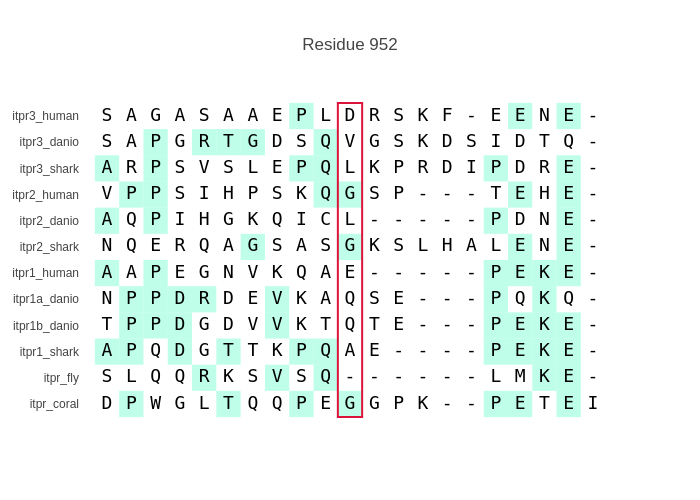 Residue 952
itpr3_human S A G A S A A E P L D R S K F - E E N E -
itpr3_danio S A P G R T G D S Q V G S K D S I D T Q -
itpr3_shark A R P S V S L E P Q L K P R D I P D R E -
itpr2_human V P P S I H P S K Q G S P - - - T E H E -
itpr2_danio A Q P I H G K Q I C L - - - - - P D N E -
itpr2_shark N Q E R Q A G S A S G K S L H A L E N E -
itpr1_human A A P E G N V K Q A E - - - - - P E K E -
itpr1a_danio N P P D R D E V K A Q S E - - - P Q K Q -
itpr1b_danio T P P D G D V V K T Q T E - - - P E K E -
itpr1_shark A P Q D G T T K P Q A E - - - - P E K E -
itpr_fly S L Q Q R K S V S Q - - - - - - L M K E -
itpr_coral D P W G L T Q Q P E G G P K - - P E T E I